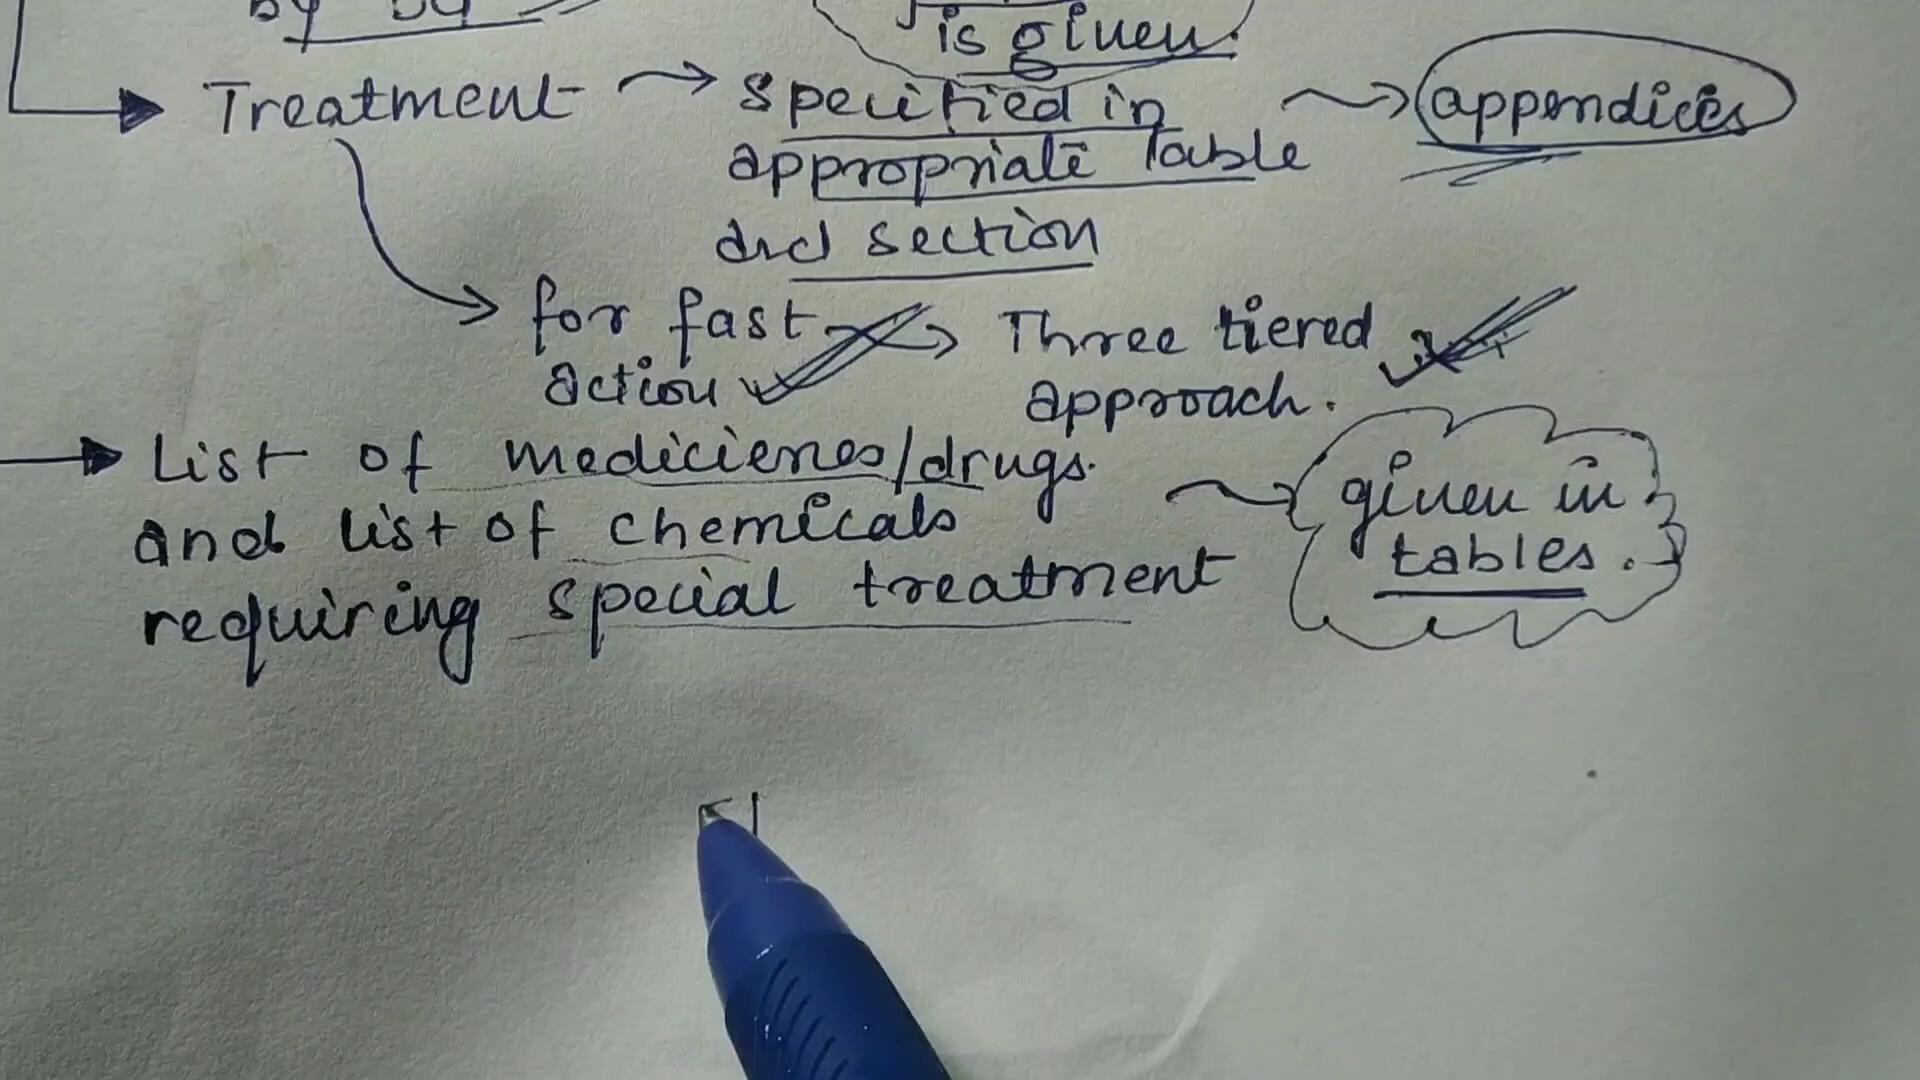 is given.
Treatment → specified in → appendices
appropriate Table
and section
for fast → Three tiered
action approach.
List of medicienes/drugs.
and list of chemicals → given in
requiring special treatment tables.